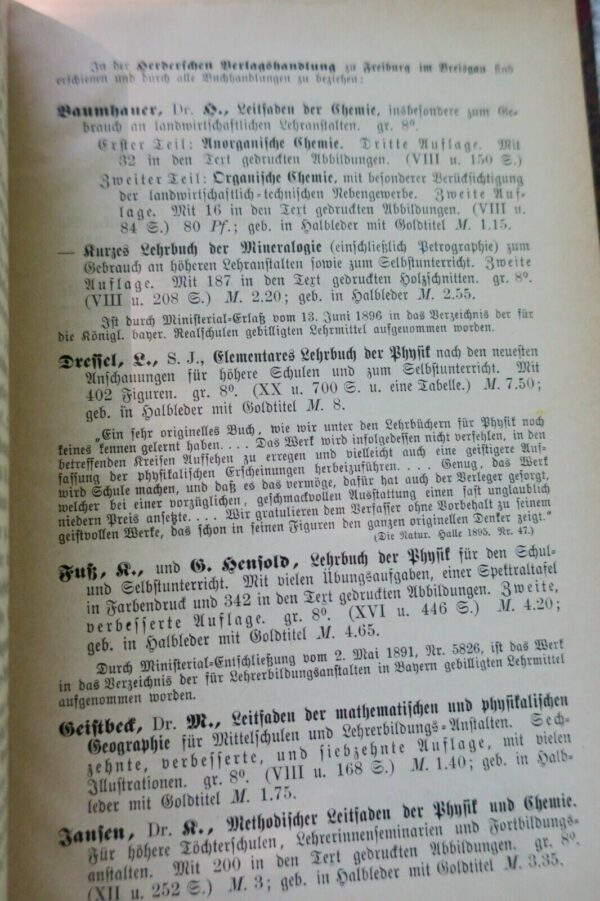 In der Herderschen Verlagshandlung zu Freiburg im Breisgau sind
erschienen und durch alle Buchhandlungen zu beziehen:
Baumhauer, Dr. H., Leitfaden der Chemie, insbesondere zum Ge-
brauch an landwirtschaftlichen Lehranstalten. gr. 8°.
Erster Teil: Anorganische Chemie. Dritte Auflage. Mit
32 in den Text gedruckten Abbildungen. (VIII u. 150 S.)
Zweiter Teil: Organische Chemie, mit besonderer Berücksichtigung
der landwirtschaftlich-technischen Nebengewerbe. Zweite Auf-
lage. Mit 16 in den Text gedruckten Abbildungen. (VIII u.
84 S.) 80 Pf.; geb. in Halbleder mit Goldtitel M. 1.15.
— Kurzes Lehrbuch der Mineralogie (einschließlich Petrographie) zum
Gebrauch an höheren Lehranstalten sowie zum Selbstunterricht. Zweite
Auflage. Mit 187 in den Text gedruckten Holzschnitten. gr. 8°.
(VIII u. 208 S.) M. 2.20; geb. in Halbleder M. 2.55.
Ist durch Ministerial-Erlaß vom 13. Juni 1896 in das Verzeichnis der für
die Königl. bayer. Realschulen gebilligten Lehrmittel aufgenommen worden.
Dressel, L., S. J., Elementares Lehrbuch der Physik nach den neuesten
Anschauungen für höhere Schulen und zum Selbstunterricht. Mit
402 Figuren. gr. 8°. (XX u. 700 S. u. eine Tabelle.) M. 7.50;
geb. in Halbleder mit Goldtitel M. 8.
„Ein sehr originelles Buch, wie wir unter den Lehrbüchern für Physik noch
keines kennen gelernt haben. . . . Das Werk wird infolgedessen nicht verfehlen, in den
betreffenden Kreisen Aufsehen zu erregen und vielleicht auch eine geistigere Auf-
fassung der physikalischen Erscheinungen herbeizuführen. . . . Genug, das Werk
wird Schule machen, und daß es das vermöge, dafür hat auch der Verleger gesorgt,
welcher bei einer vorzüglichen, geschmackvollen Ausstattung einen fast unglaublich
niedern Preis ansetzte. . . . Wir gratulieren dem Verfasser ohne Vorbehalt zu seinem
geistvollen Werke, das schon in seinen Figuren den ganzen originellen Denker zeigt."
(Die Natur. Halle 1895. Nr. 47.)
Fuß, K., und G. Hensold, Lehrbuch der Physik für den Schul-
und Selbstunterricht. Mit vielen Übungsaufgaben, einer Spektraltafel
in Farbendruck und 342 in den Text gedruckten Abbildungen. Zweite,
verbesserte Auflage. gr. 8°. (XVI u. 446 S.) M. 4.20;
geb. in Halbleder mit Goldtitel M. 4.65.
Durch Ministerial-Entschließung vom 2. Mai 1891, Nr. 5826, ist das Werk
in das Verzeichnis der für Lehrerbildungsanstalten in Bayern gebilligten Lehrmittel
aufgenommen worden.
Geistbeck, Dr. M., Leitfaden der mathematischen und physikalischen
Geographie für Mittelschulen und Lehrerbildungs-Anstalten. Sech-
zehnte, verbesserte, und siebzehnte Auflage, mit vielen
Illustrationen. gr. 8°. (VIII u. 168 S.) M. 1.40; geb. in Halb-
leder mit Goldtitel M. 1.75.
Jansen, Dr. K., Methodischer Leitfaden der Physik und Chemie.
Für höhere Töchterschulen, Lehrerinnenseminarien und Fortbildungs-
anstalten. Mit 200 in den Text gedruckten Abbildungen. gr. 8°.
(XII u. 252 S.) M. 3; geb. in Halbleder mit Goldtitel M. 3.35.